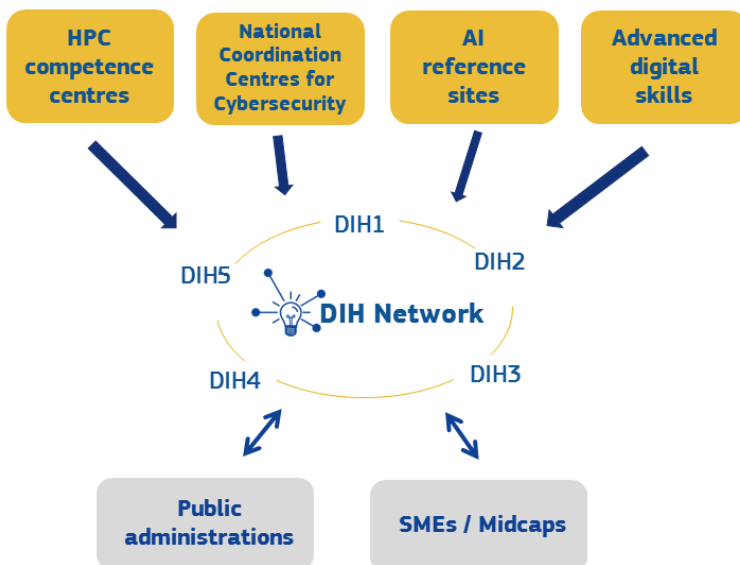 HPC
competence
centres
National
Coordination
Centres for
Cybersecurity
AI
reference
sites
Advanced
digital
skills
DIH1
DIH5
DIH2
DIH Network
DIH4
DIH3
Public
administrations
SMEs / Midcaps